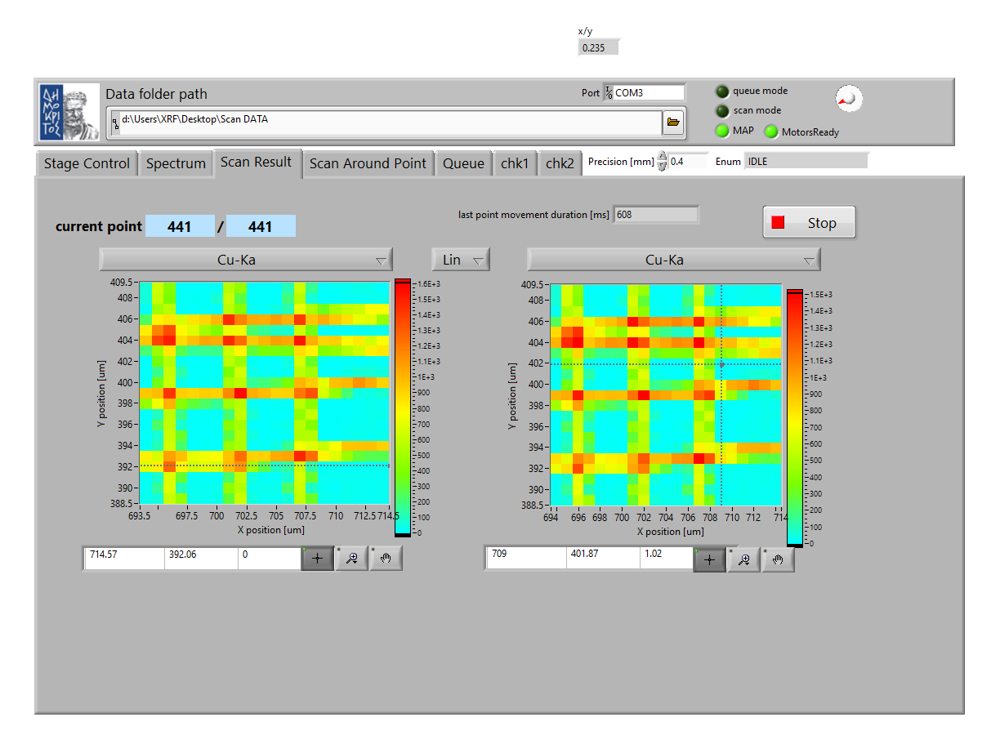 x/y
0.235
ΔΗ
ΜΟ
ΚΡΙ
ΤΟΣ
Data folder path
Port COM3
d:\Users\XRF\Desktop\Scan DATA
queue mode
scan mode
MAP MotorsReady
Stage Control Spectrum Scan Result Scan Around Point Queue chk1 chk2 Precision [mm] 0.4 Enum IDLE
current point 441 / 441
last point movement duration [ms] 608
Stop
Cu-Ka Lin
409.5
408
406
404
402
400
398
396
394
392
390
388.5
Y position [um]
693.5 697.5 700 702.5 705 707.5 710 712.5 714.5
X position [um]
1.6E+3
1.5E+3
1.4E+3
1.3E+3
1.2E+3
1.1E+3
1E+3
900
800
700
600
500
400
300
200
100
0
714.57 392.06 0
Cu-Ka
409.5
408
406
404
402
400
398
396
394
392
390
388.5
Y position [um]
694 696 698 700 702 704 706 708 710 712 714
X position [um]
1.5E+3
1.4E+3
1.3E+3
1.2E+3
1.1E+3
1E+3
900
800
700
600
500
400
300
200
100
0
709 401.87 1.02